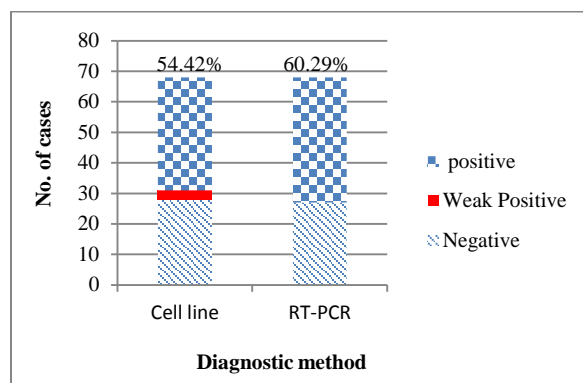 No. of cases
80
70
60
50
40
30
20
10
0
54.42% 60.29%
Cell line RT-PCR
Diagnostic method
positive
Weak Positive
Negative